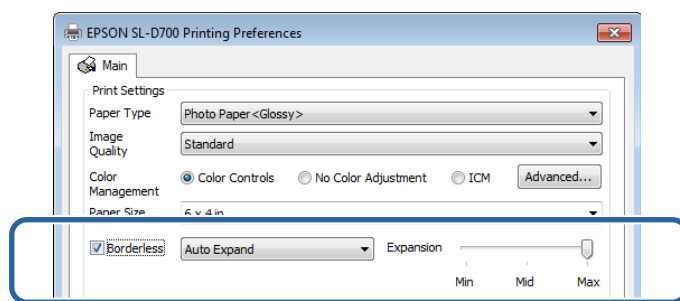 EPSON SL-D700 Printing Preferences
Main
Print Settings
Paper Type Photo Paper<Glossy>
Image Quality Standard
Color Management Color Controls No Color Adjustment ICM Advanced...
Paper Size 6 x 4 in
Borderless Auto Expand Expansion
Min Mid Max